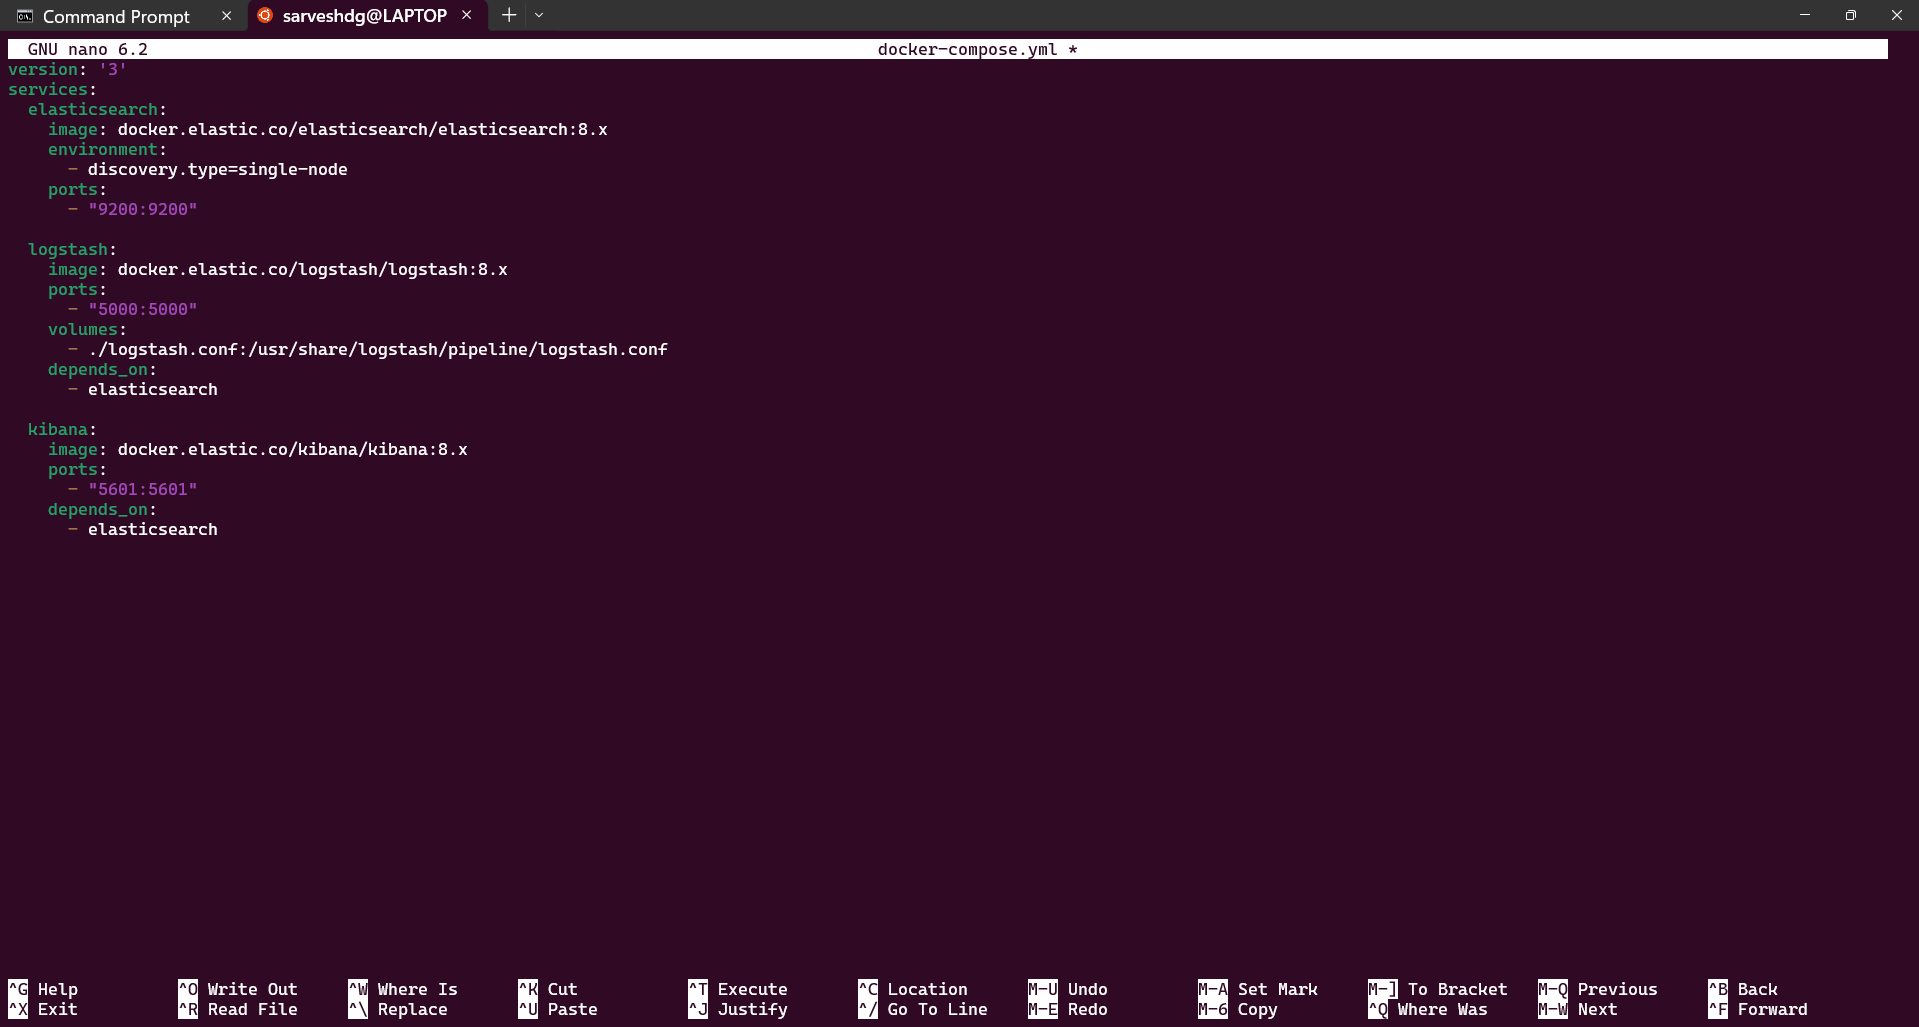 Command Prompt sarveshdg@LAPTOP
GNU nano 6.2 docker-compose.yml *
version: '3'
services:
  elasticsearch:
    image: docker.elastic.co/elasticsearch/elasticsearch:8.x
    environment:
      - discovery.type=single-node
    ports:
      - "9200:9200"

  logstash:
    image: docker.elastic.co/logstash/logstash:8.x
    ports:
      - "5000:5000"
    volumes:
      - ./logstash.conf:/usr/share/logstash/pipeline/logstash.conf
    depends_on:
      - elasticsearch

  kibana:
    image: docker.elastic.co/kibana/kibana:8.x
    ports:
      - "5601:5601"
    depends_on:
      - elasticsearch

^G Help ^O Write Out ^W Where Is ^K Cut ^T Execute ^C Location M-U Undo M-A Set Mark M-] To Bracket M-Q Previous ^B Back
^X Exit ^R Read File ^\ Replace ^U Paste ^J Justify ^/ Go To Line M-E Redo M-6 Copy ^Q Where Was M-W Next ^F Forward